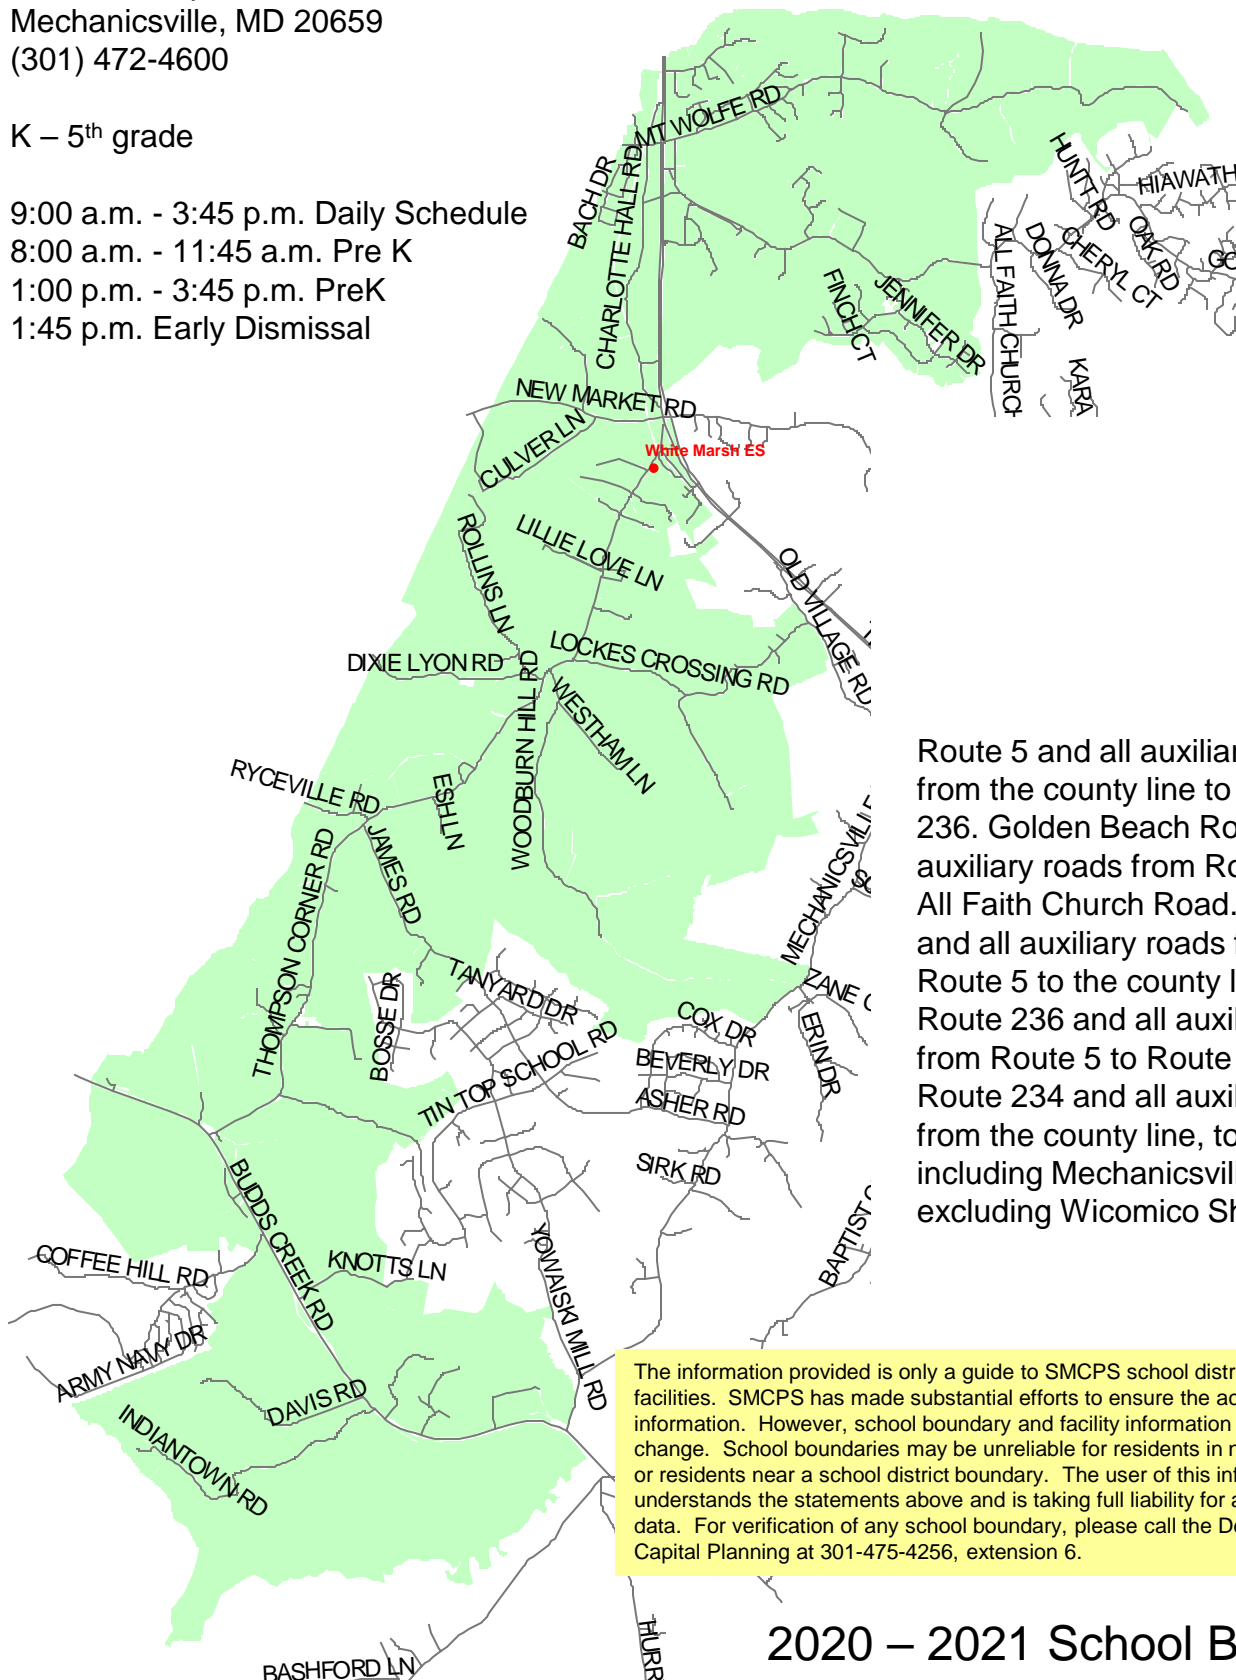 Mechanicsville, MD 20659
(301) 472-4600
K – 5th grade
9:00 a.m. - 3:45 p.m. Daily Schedule
8:00 a.m. - 11:45 a.m. Pre K
1:00 p.m. - 3:45 p.m. PreK
1:45 p.m. Early Dismissal
MT WOLFE RD
BACH DR
CHARLOTTE HALL RD
HUNTT RD
HIAWATH
OAK RD
CHERYL CT
DONNA DR
ALL FAITH CHURCH
KARA
FINCH CT
JENNIFER DR
NEW MARKET RD
CULVER LN
White Marsh ES
ROLLINS LN
LILLIE LOVE LN
OLD VILLAGE RD
DIXIE LYON RD
LOCKES CROSSING RD
WOODBURN HILL RD
WESTHAM LN
RYCEVILLE RD
ESH LN
JAMES RD
THOMPSON CORNER RD
MECHANICSVILL
BOSSE DR
TANYARD DR
ZANE C
COX DR
ERIN DR
TIN TOP SCHOOL RD
BEVERLY DR
ASHER RD
SIRK RD
BUDDS CREEK RD
COFFEE HILL RD
KNOTTS LN
YOWAISKI MILL RD
BAPTIST
ARMY NAVY DR
DAVIS RD
INDIANTOWN RD
BASHFORD LN
HURR
Route 5 and all auxiliar
from the county line to
236. Golden Beach Ro
auxiliary roads from Ro
All Faith Church Road.
and all auxiliary roads f
Route 5 to the county l
Route 236 and all auxil
from Route 5 to Route
Route 234 and all auxil
from the county line, to
including Mechanicsvill
excluding Wicomico Sh
The information provided is only a guide to SMCPS school distr
facilities. SMCPS has made substantial efforts to ensure the ac
information. However, school boundary and facility information
change. School boundaries may be unreliable for residents in n
or residents near a school district boundary. The user of this inf
understands the statements above and is taking full liability for a
data. For verification of any school boundary, please call the De
Capital Planning at 301-475-4256, extension 6.
2020 – 2021 School B